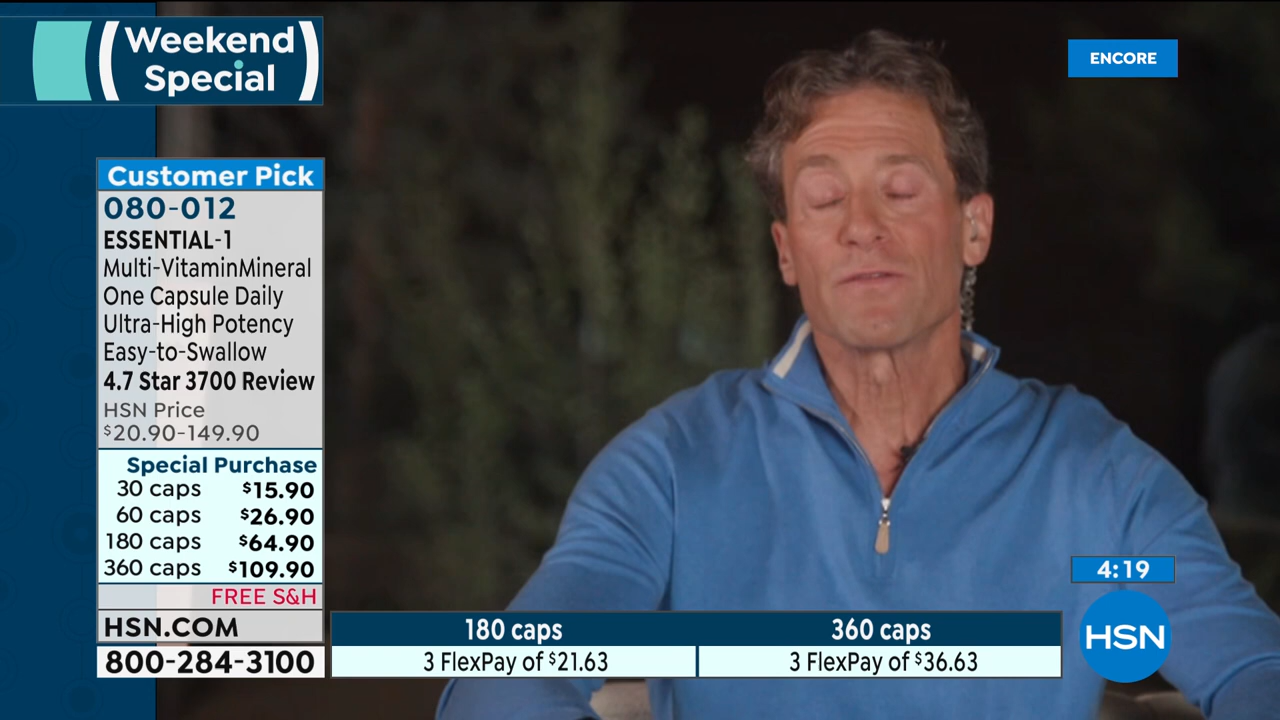 Weekend
Special
ENCORE
Customer Pick
080-012
ESSENTIAL-1
Multi-VitaminMineral
One Capsule Daily
Ultra-High Potency
Easy-to-Swallow
4.7 Star 3700 Review
HSN Price
$20.90-149.90
Special Purchase
30 caps $15.90
60 caps $26.90
180 caps $64.90
360 caps $109.90
FREE S&H
HSN.COM
800-284-3100
180 caps 360 caps
3 FlexPay of $21.63 3 FlexPay of $36.63
4:19
HSN